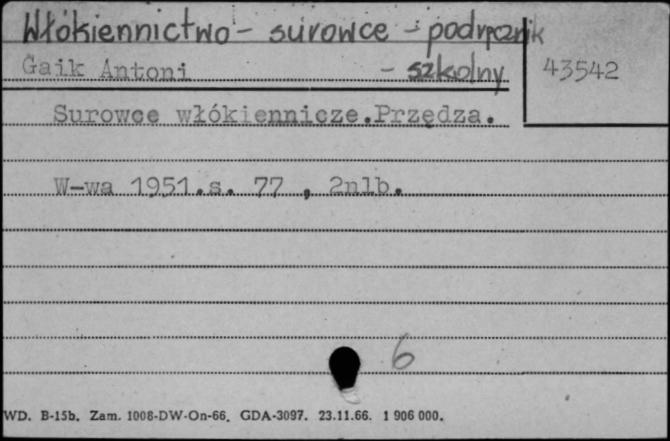 Włókiennictwo - surowce - podręcznik
Gaik Antoni - szkolny 43542
Surowce włókiennicze.Przędza.
W-wa 1951.s. 77 , 2nlb.
6
WD. B-15b. Zam. 1008-DW-On-66. GDA-3097. 23.11.66. 1 906 000.